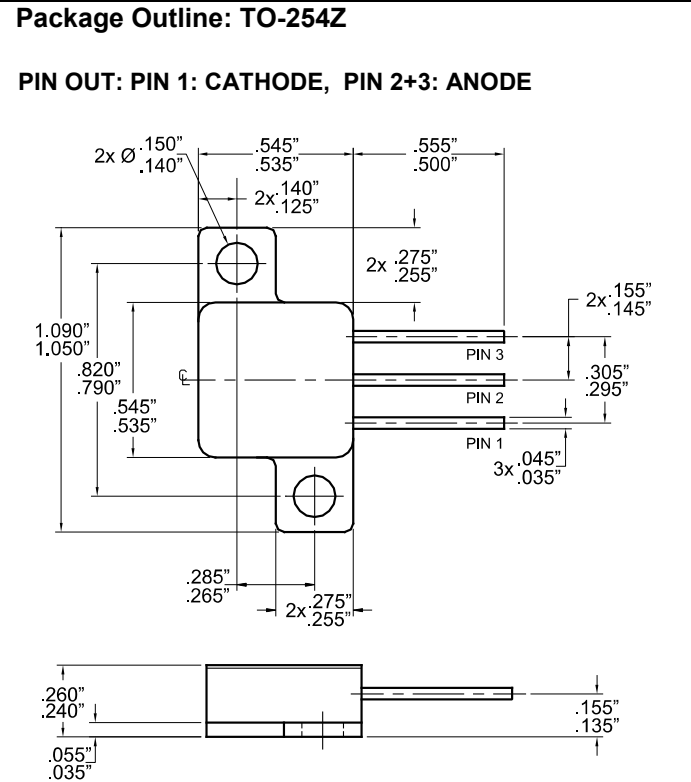 Package Outline: TO-254Z
PIN OUT: PIN 1: CATHODE, PIN 2+3: ANODE
2x Ø .150”
.140”
.545”
.535”
.555”
.500”
2x .140”
.125”
2x .275”
.255”
2x .155”
.145”
1.090”
1.050”
.820”
.790”
℄
.545”
.535”
PIN 3
PIN 2
PIN 1
.305”
.295”
3x .045”
.035”
.285”
.265”
2x .275”
.255”
.260”
.240”
.055”
.035”
.155”
.135”